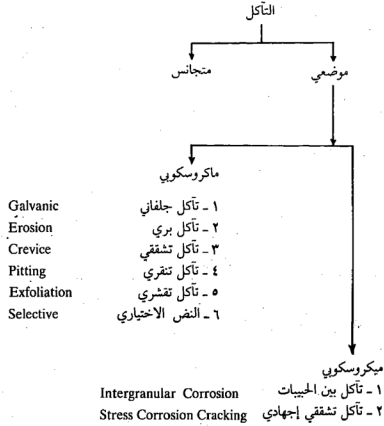 التآكل
موضعي متجانس
ماكروسكوبي
١ ـ تآكل جلفاني Galvanic
٢ ـ تآكل بري Erosion
٣ ـ تآكل تشققي Crevice
٤ ـ تآكل تنقري Pitting
٥ ـ تآكل تقشري Exfoliation
٦ ـ النض الاختياري Selective
ميكروسكوبي
١ ـ تآكل بين الحبيبات Intergranular Corrosion
٢ ـ تآكل تشققي إجهادي Stress Corrosion Cracking